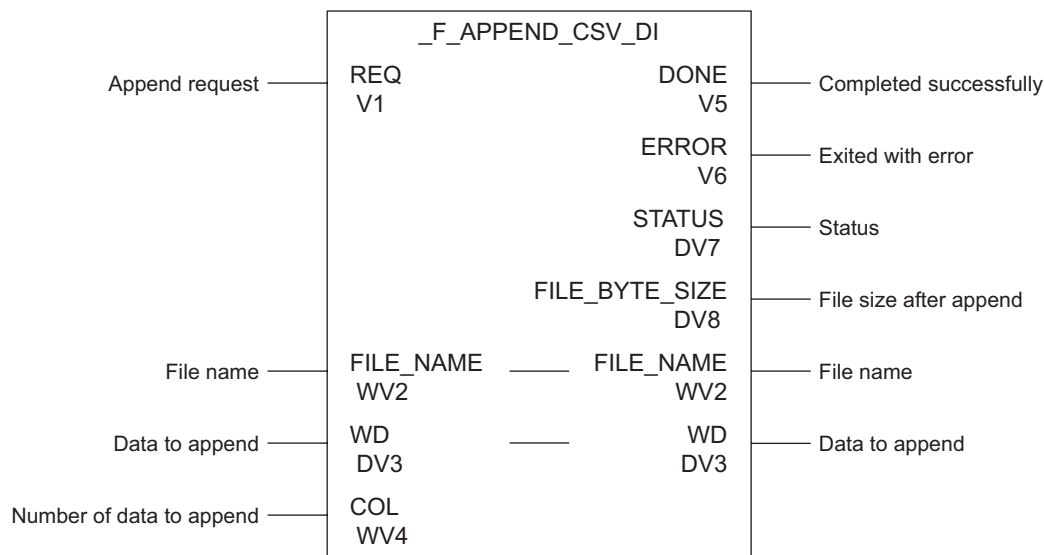 _F_APPEND_CSV_DI
Append request REQ DONE Completed successfully
V1 V5
ERROR Exited with error
V6
STATUS Status
DV7
FILE_BYTE_SIZE File size after append
DV8
File name FILE_NAME FILE_NAME File name
WV2 WV2
Data to append WD WD Data to append
DV3 DV3
Number of data to append COL
WV4